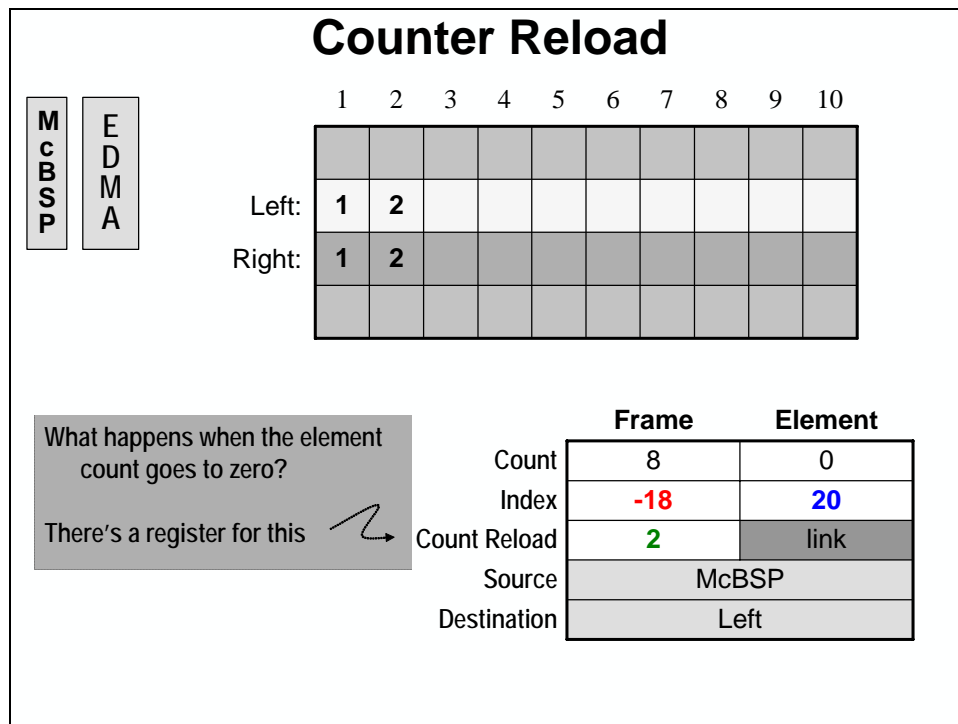 Counter Reload
McBSP
EDMA
1 2 3 4 5 6 7 8 9 10
Left: 1 2
Right: 1 2
What happens when the element
count goes to zero?
There's a register for this
Frame Element
Count 8 0
Index -18 20
Count Reload 2 link
Source McBSP
Destination Left